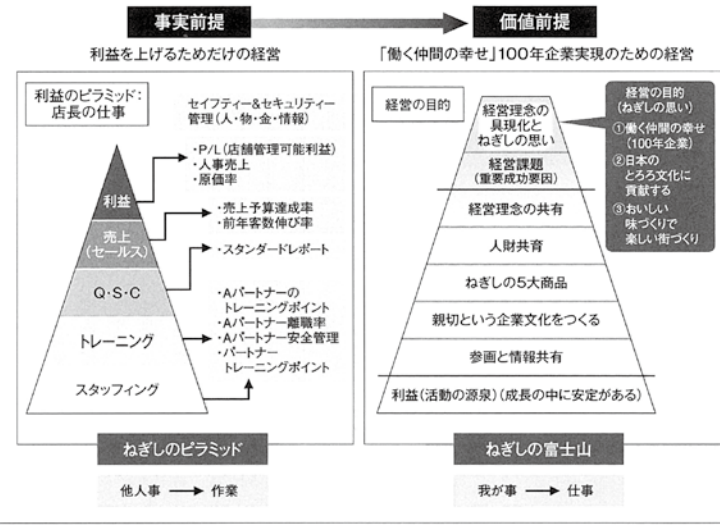 事実前提
価値前提
利益を上げるためだけの経営
「働く仲間の幸せ」100年企業実現のための経営
利益のピラミッド：
店長の仕事
セイフティー&セキュリティー
管理(人・物・金・情報)
・P/L(店舗管理可能利益)
・人事売上
・原価率
利益
・売上予算達成率
・前年客数伸び率
売上
(セールス)
・スタンダードレポート
Q・S・C
・Aパートナーの
トレーニングポイント
・Aパートナー離職率
・Aパートナー安全管理
・パートナー
トレーニングポイント
トレーニング
スタッフィング
ねぎしのピラミッド
他人事 → 作業
経営の目的
経営理念の
具現化と
ねぎしの思い
経営課題
(重要成功要因)
経営理念の共有
人財共育
ねぎしの5大商品
親切という企業文化をつくる
参画と情報共有
利益(活動の源泉)(成長の中に安定がある)
経営の目的
(ねぎしの思い)
①働く仲間の幸せ
(100年企業)
②日本の
とろろ文化に
貢献する
③おいしい
味づくりで
楽しい街づくり
ねぎしの富士山
我が事 → 仕事